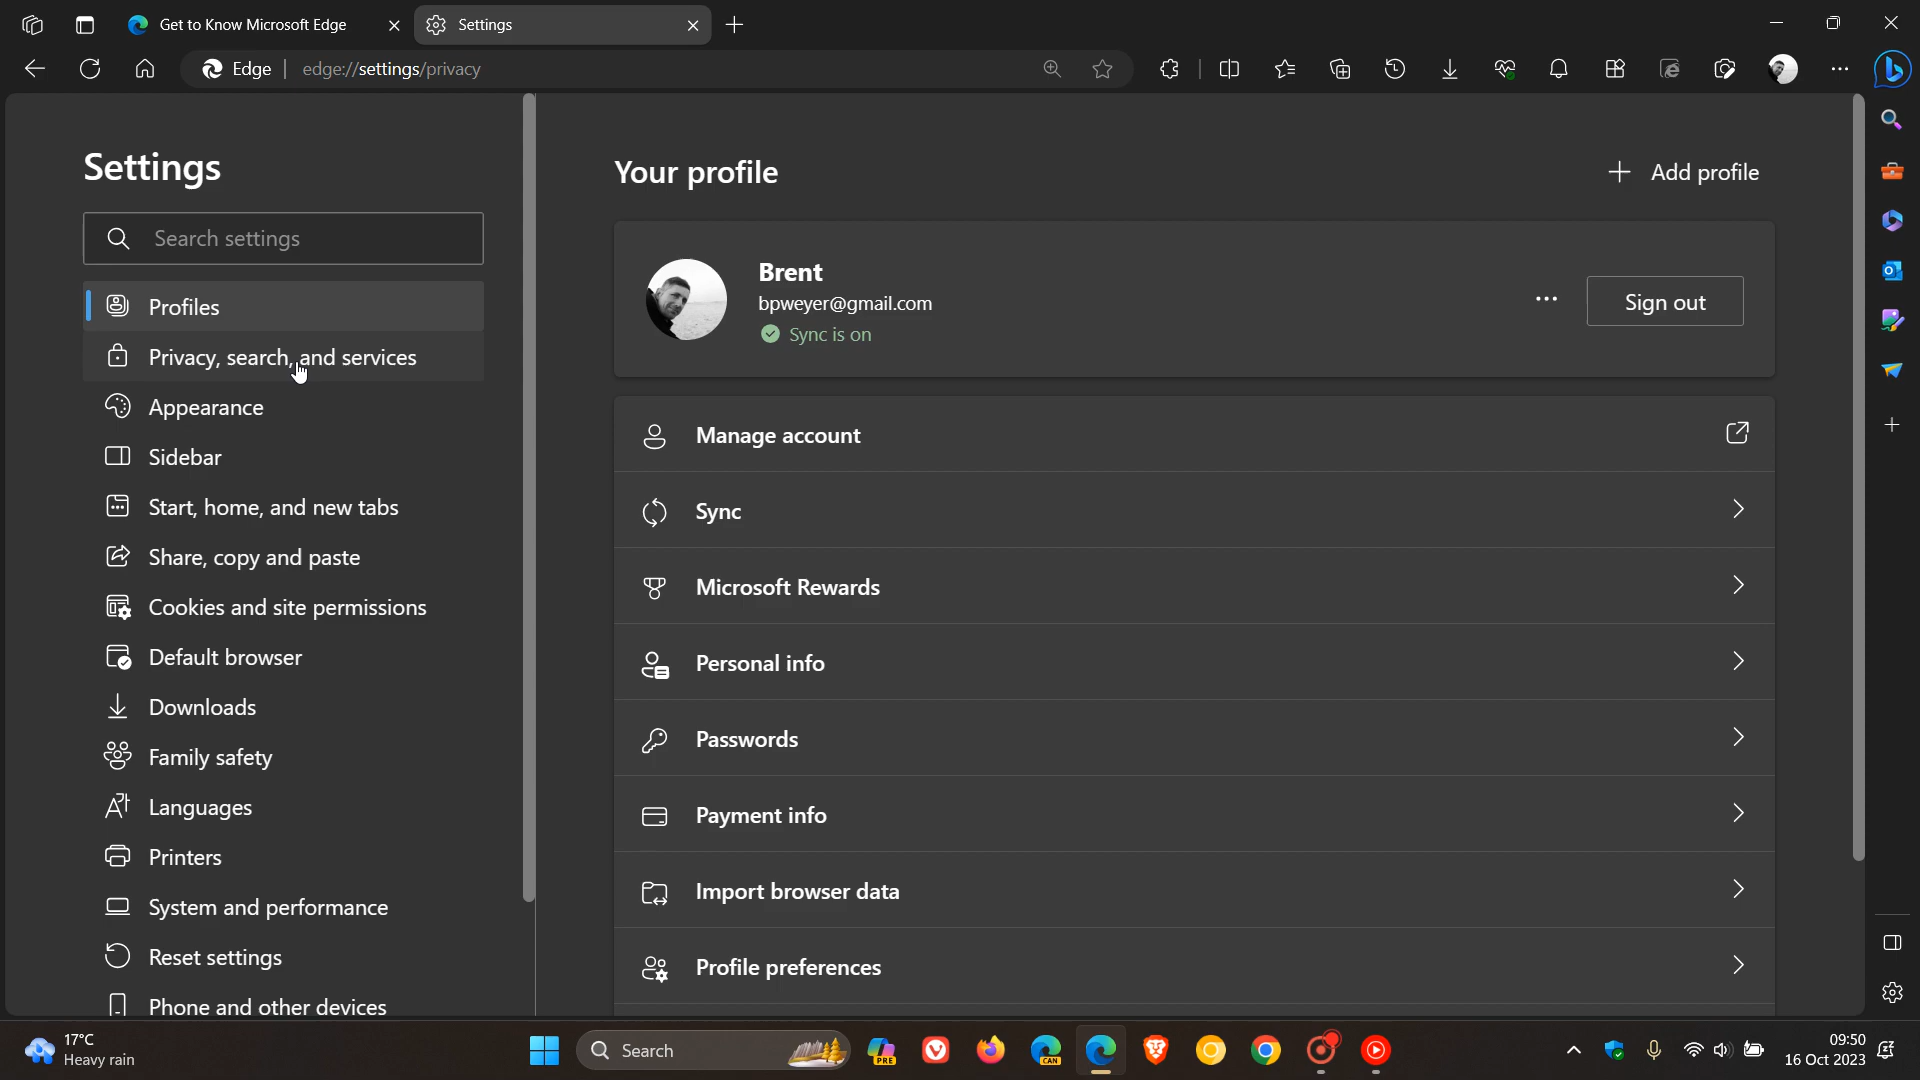 Get to Know Microsoft Edge
Settings
Edge
edge://settings/privacy
Settings
Search settings
Profiles
Privacy, search, and services
Appearance
Sidebar
Start, home, and new tabs
Share, copy and paste
Cookies and site permissions
Default browser
Downloads
Family safety
Languages
Printers
System and performance
Reset settings
Phone and other devices
Your profile
Add profile
Brent
bpweyer@gmail.com
Sync is on
Sign out
Manage account
Sync
Microsoft Rewards
Personal info
Passwords
Payment info
Import browser data
Profile preferences
17°C
Heavy rain
Search
PRE
CAN
09:50
16 Oct 2023